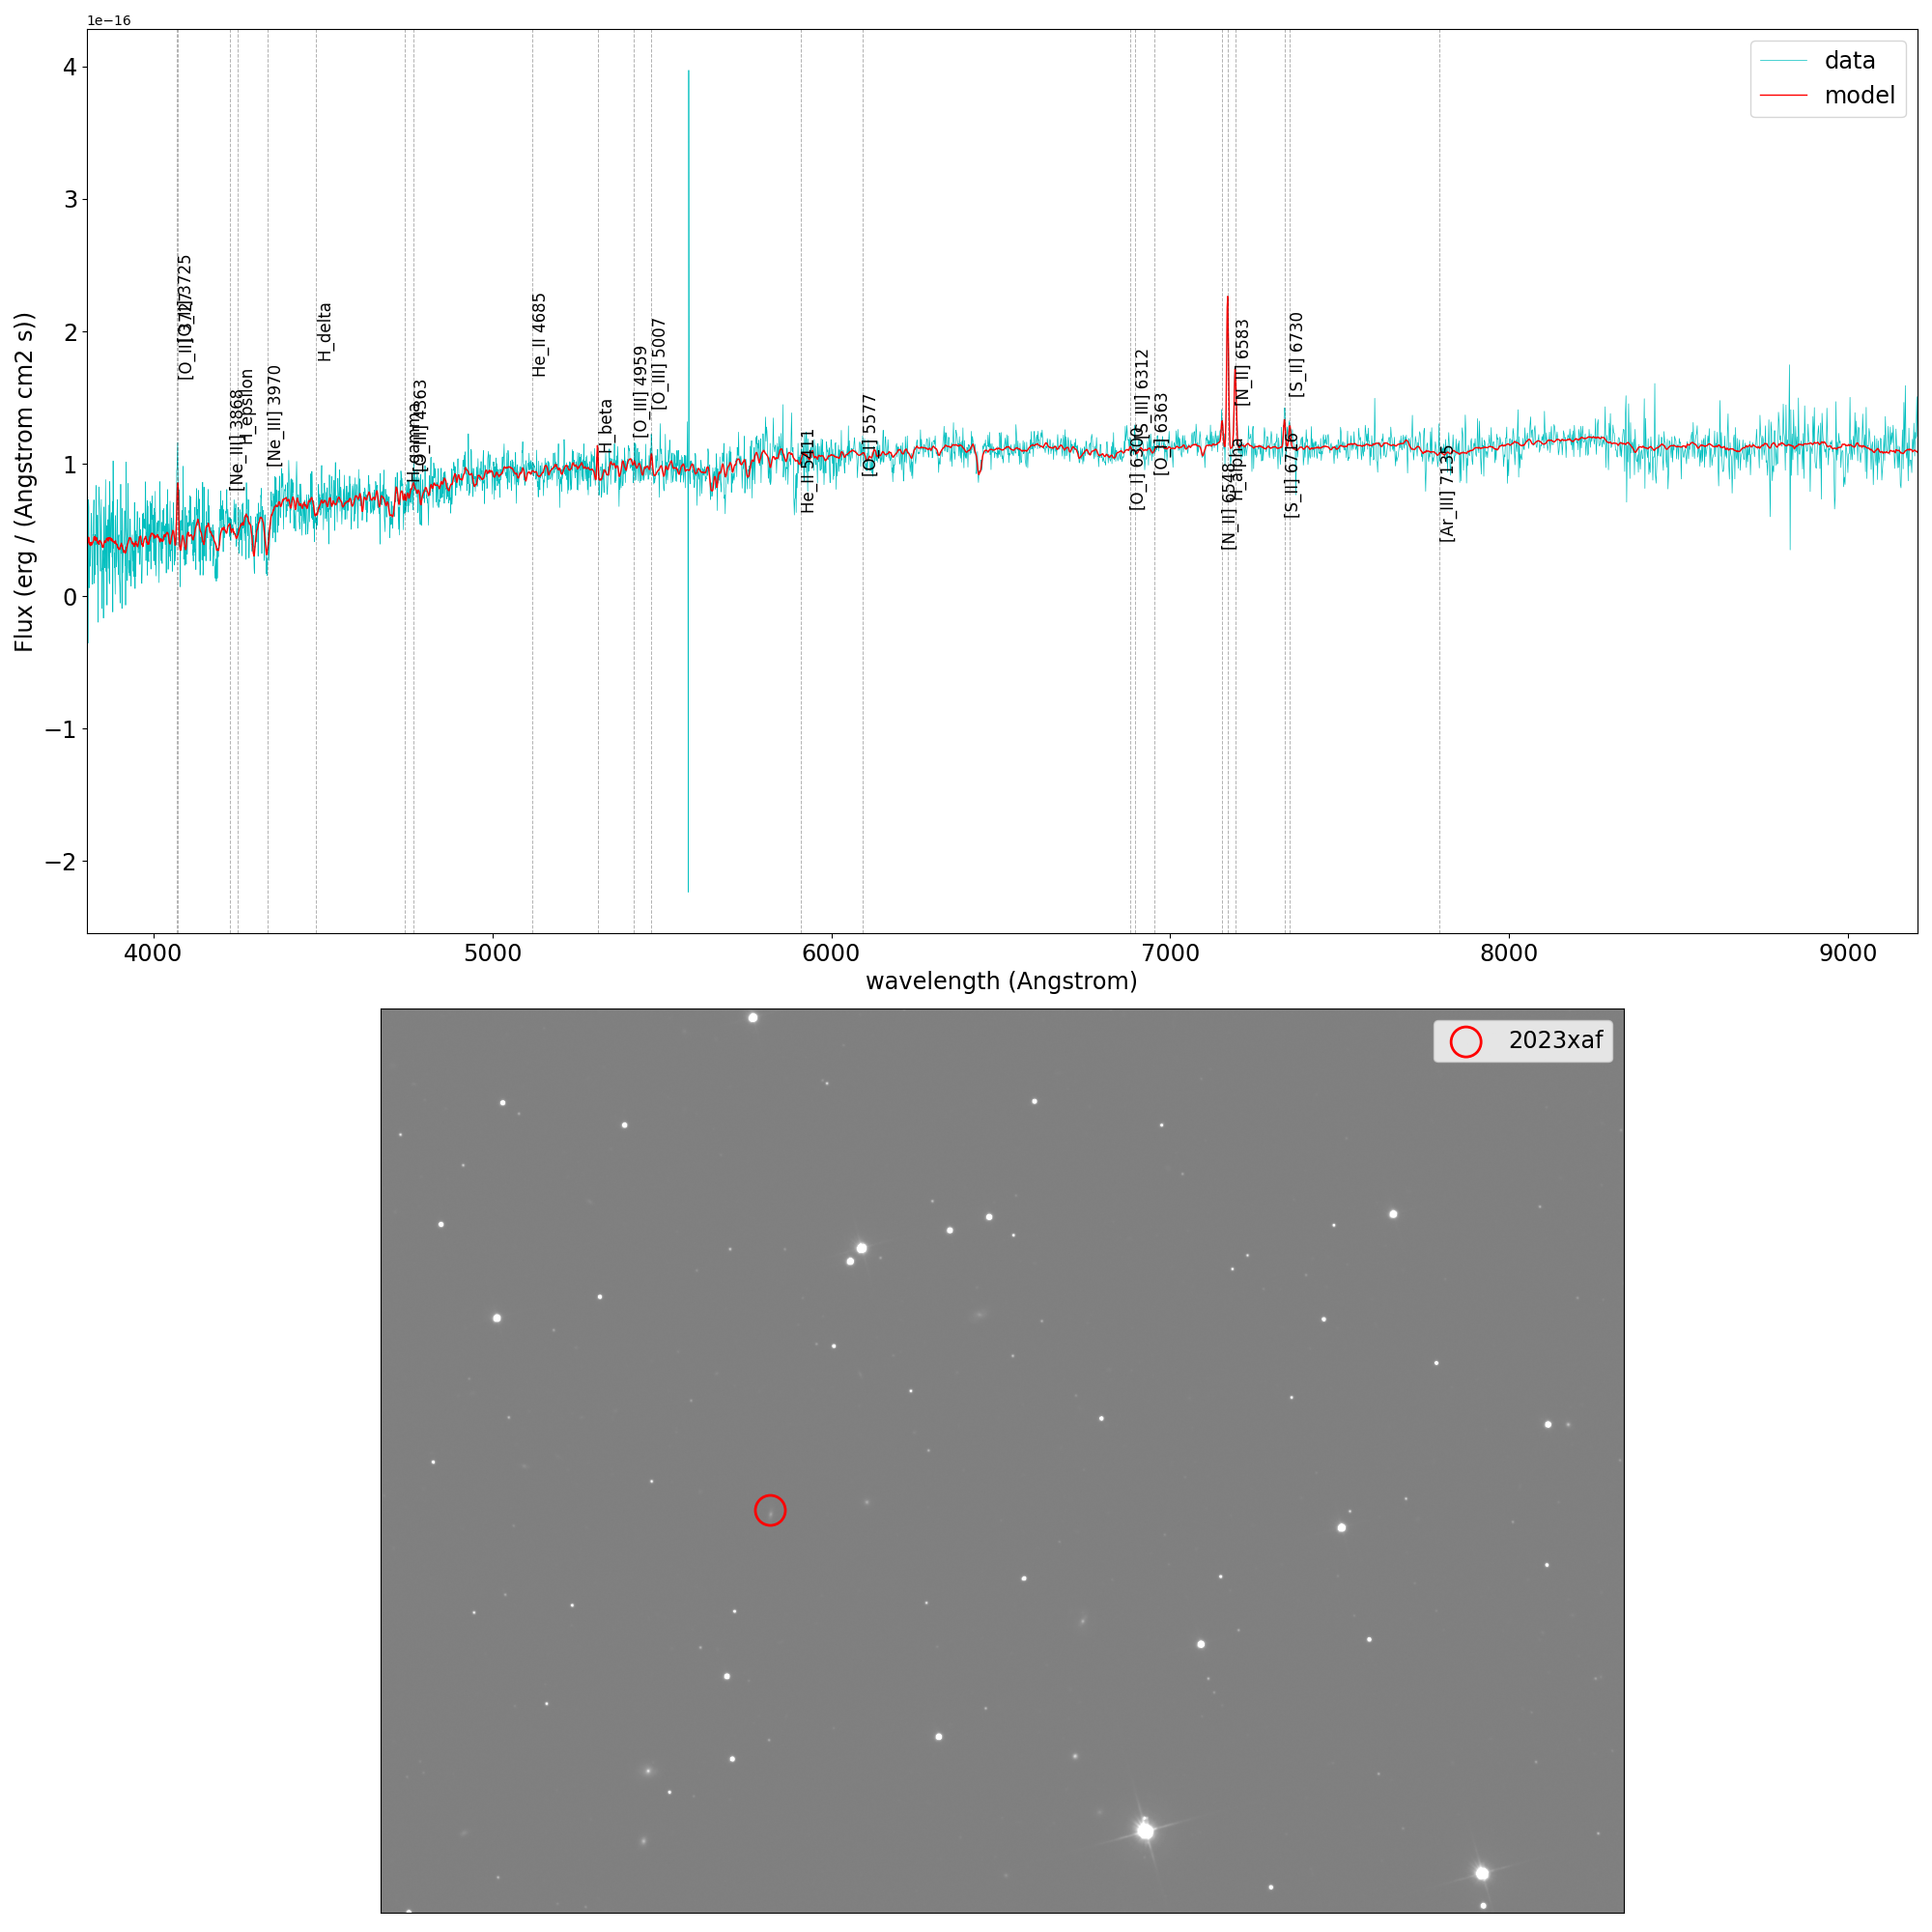 1e−16
data
model
4
3
2
1
0
−1
−2
Flux (erg / (Angstrom cm2 s))
[O_II] 3725
[O_II] 3727
[Ne_III] 3868
H_epsilon
[Ne_III] 3970
H_delta
H_gamma
[O_III] 4363
He_II 4685
H_beta
[O_III] 4959
[O_III] 5007
He_II 5411
[O_I] 5577
[O_I] 6300
[S_III] 6312
[O_I] 6363
[N_II] 6548
H_alpha
[N_II] 6583
[S_II] 6716
[S_II] 6730
[Ar_III] 7135
4000 5000 6000 7000 8000 9000
wavelength (Angstrom)
2023xaf